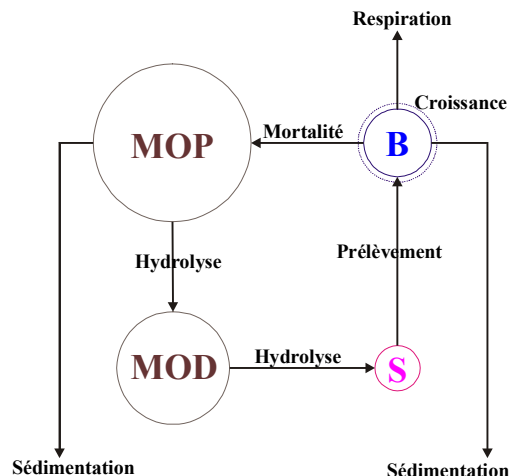 Respiration
Croissance
Mortalité
MOP
B
Hydrolyse
Prélèvement
Hydrolyse
MOD
S
Sédimentation
Sédimentation